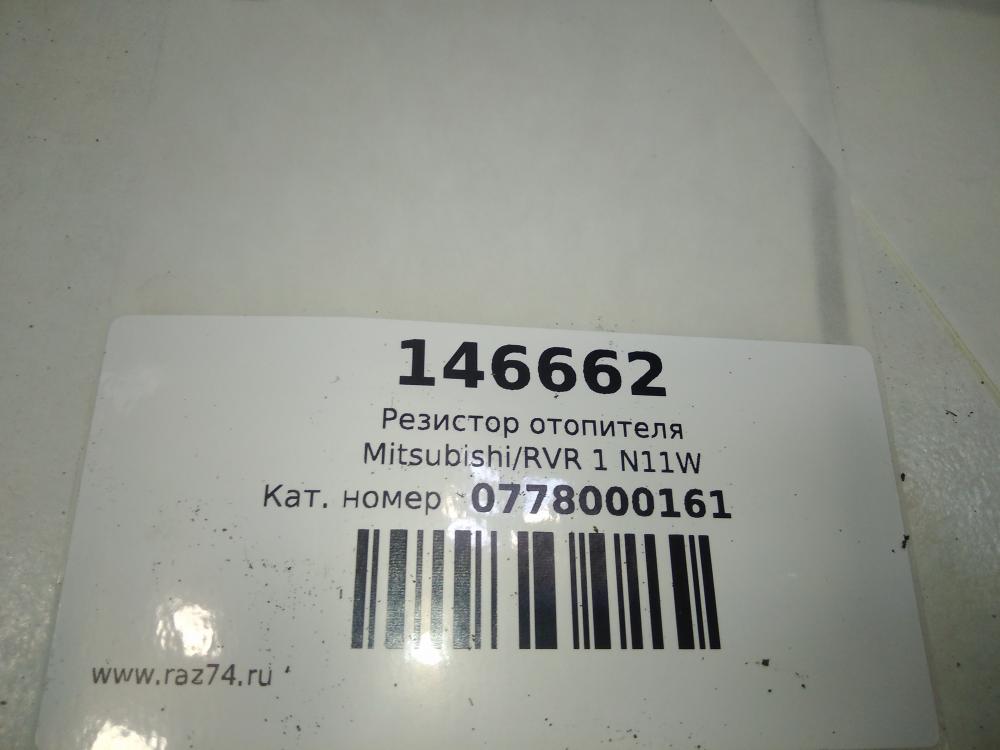 146662
Резистор отопителя
Mitsubishi/RVR 1 N11W
Кат. номер 0778000161
www.raz74.ru